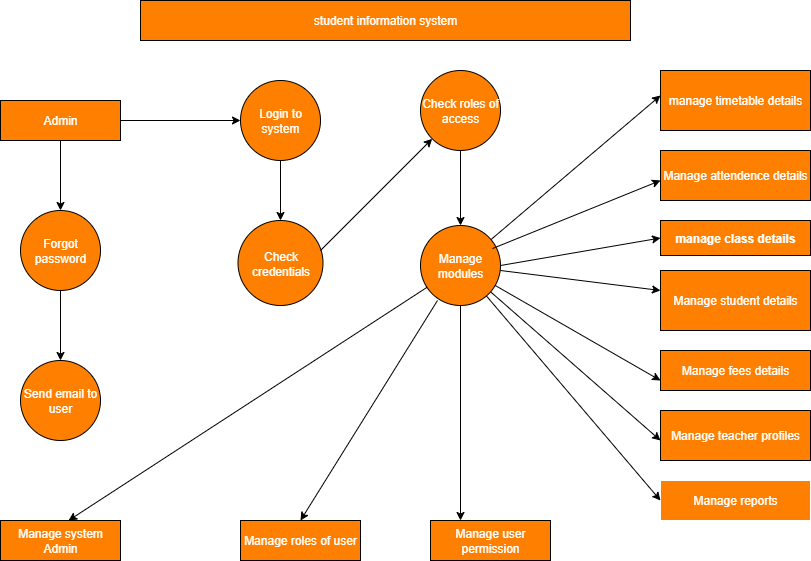 student information system
Admin
Login to
system
Check roles of
access
manage timetable details
Manage attendence details
manage class details
Forgot
password
Check
credentials
Manage
modules
Manage student details
Manage fees details
Send email to
user
Manage teacher profiles
Manage reports
Manage system
Admin
Manage roles of user
Manage user
permission